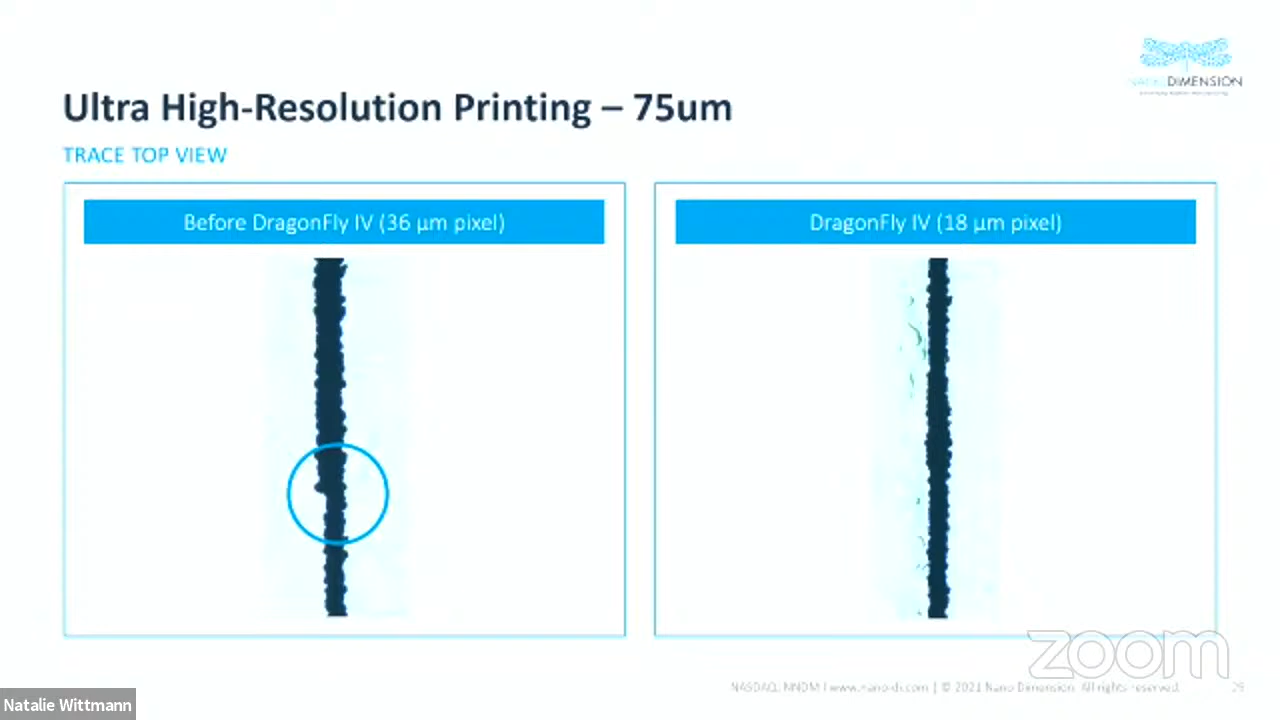 DIMENSION
Ultra High-Resolution Printing – 75um
TRACE TOP VIEW
Before DragonFly IV (36 µm pixel)
DragonFly IV (18 µm pixel)
zoom
NASDAQ: NNDM | www.nano-di.com | © 2021 Nano Dimension. All rights reserved.
29
Natalie Wittmann